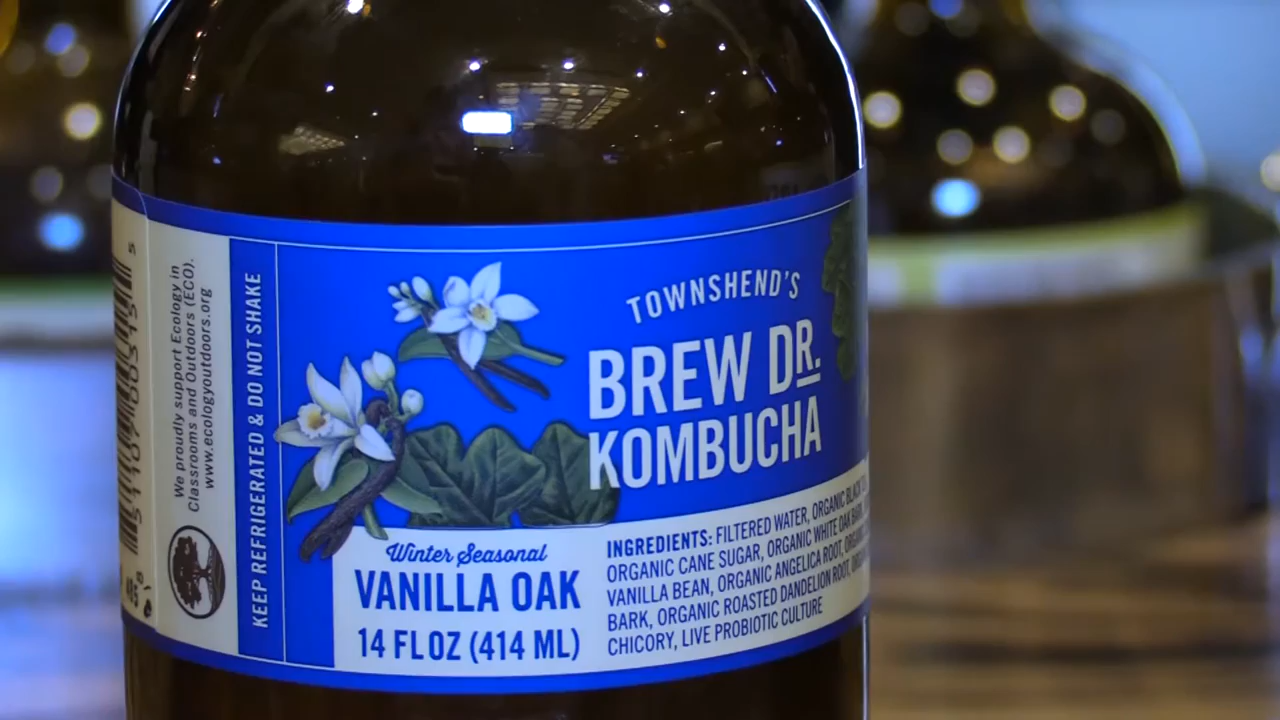 We proudly support Ecology in
Classrooms and Outdoors (ECO).
www.ecologyoutdoors.org
KEEP REFRIGERATED & DO NOT SHAKE
TOWNSHEND'S
BREW DR.
KOMBUCHA
Winter Seasonal
VANILLA OAK
14 FL OZ (414 ML)
INGREDIENTS: FILTERED WATER, ORGANIC BLACK
ORGANIC CANE SUGAR, ORGANIC WHITE OAK BARK,
VANILLA BEAN, ORGANIC ANGELICA ROOT,
BARK, ORGANIC ROASTED DANDELION ROOT,
CHICORY, LIVE PROBIOTIC CULTURE